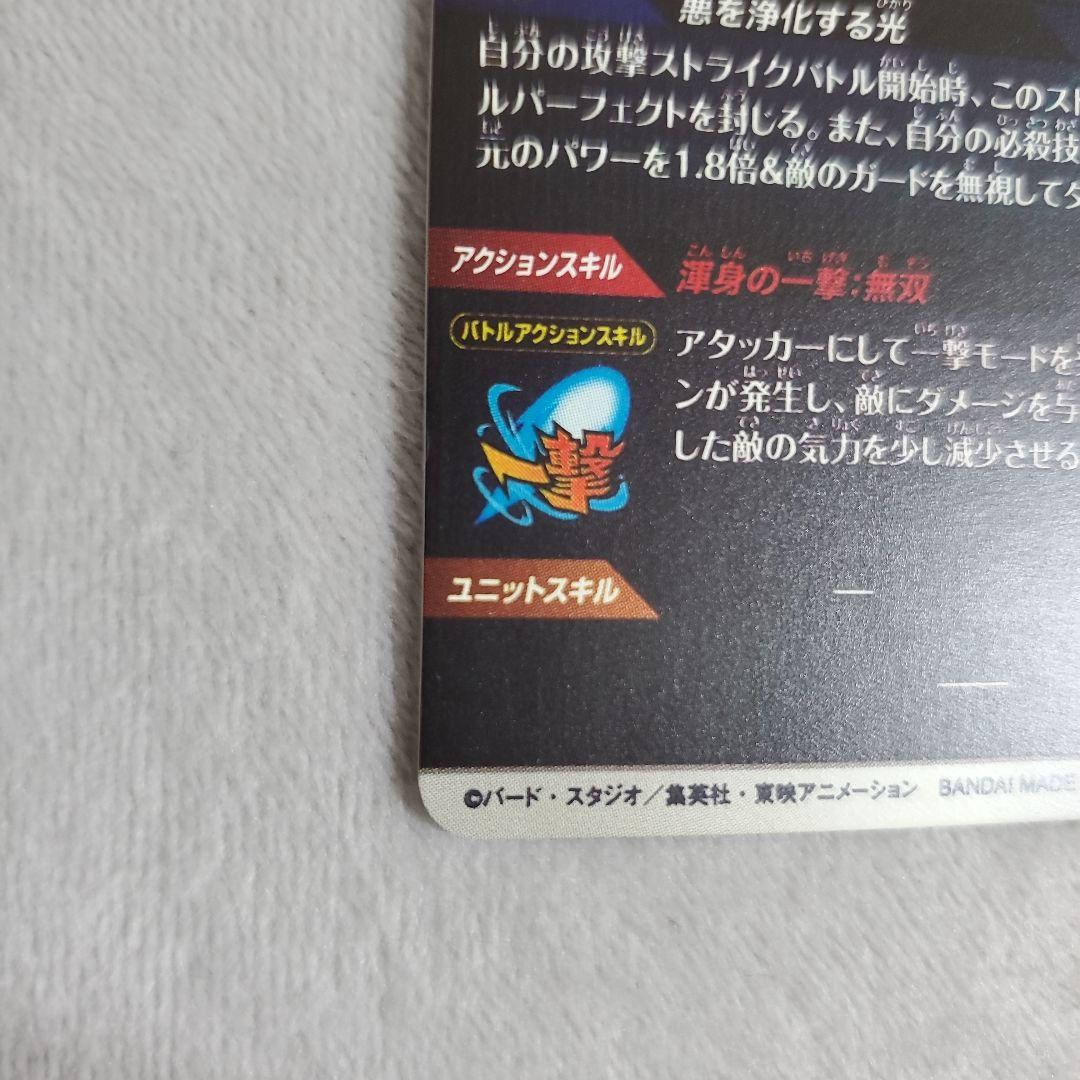 悪を浄化する光
自分の攻撃ストライクバトル開始時、このスト
ルパーフェクトを封じる。また、自分の必殺技
光のパワーを1.8倍&敵のガードを無視してダ
アクションスキル
渾身の一撃:無双
バトルアクションスキル
アタッカーにして一撃モードを
ンが発生し、敵にダメージを与
した敵の気力を少し減少させる
一撃
ユニットスキル
—
—
©バード・スタジオ／集英社・東映アニメーション BANDAI MADE